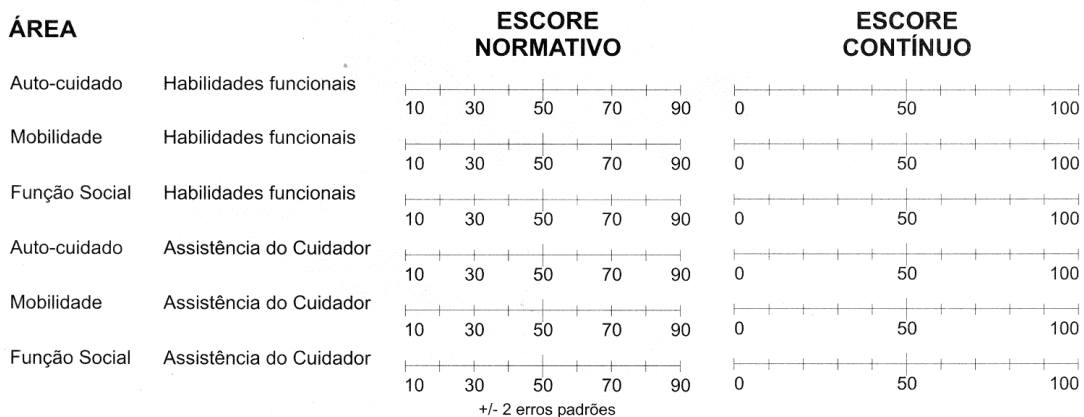 ÁREA
ESCORE NORMATIVO
ESCORE CONTÍNUO
Auto-cuidado Habilidades funcionais
10 30 50 70 90 0 50 100
Mobilidade Habilidades funcionais
10 30 50 70 90 0 50 100
Função Social Habilidades funcionais
10 30 50 70 90 0 50 100
Auto-cuidado Assistência do Cuidador
10 30 50 70 90 0 50 100
Mobilidade Assistência do Cuidador
10 30 50 70 90 0 50 100
Função Social Assistência do Cuidador
10 30 50 70 90 0 50 100
+/- 2 erros padrões